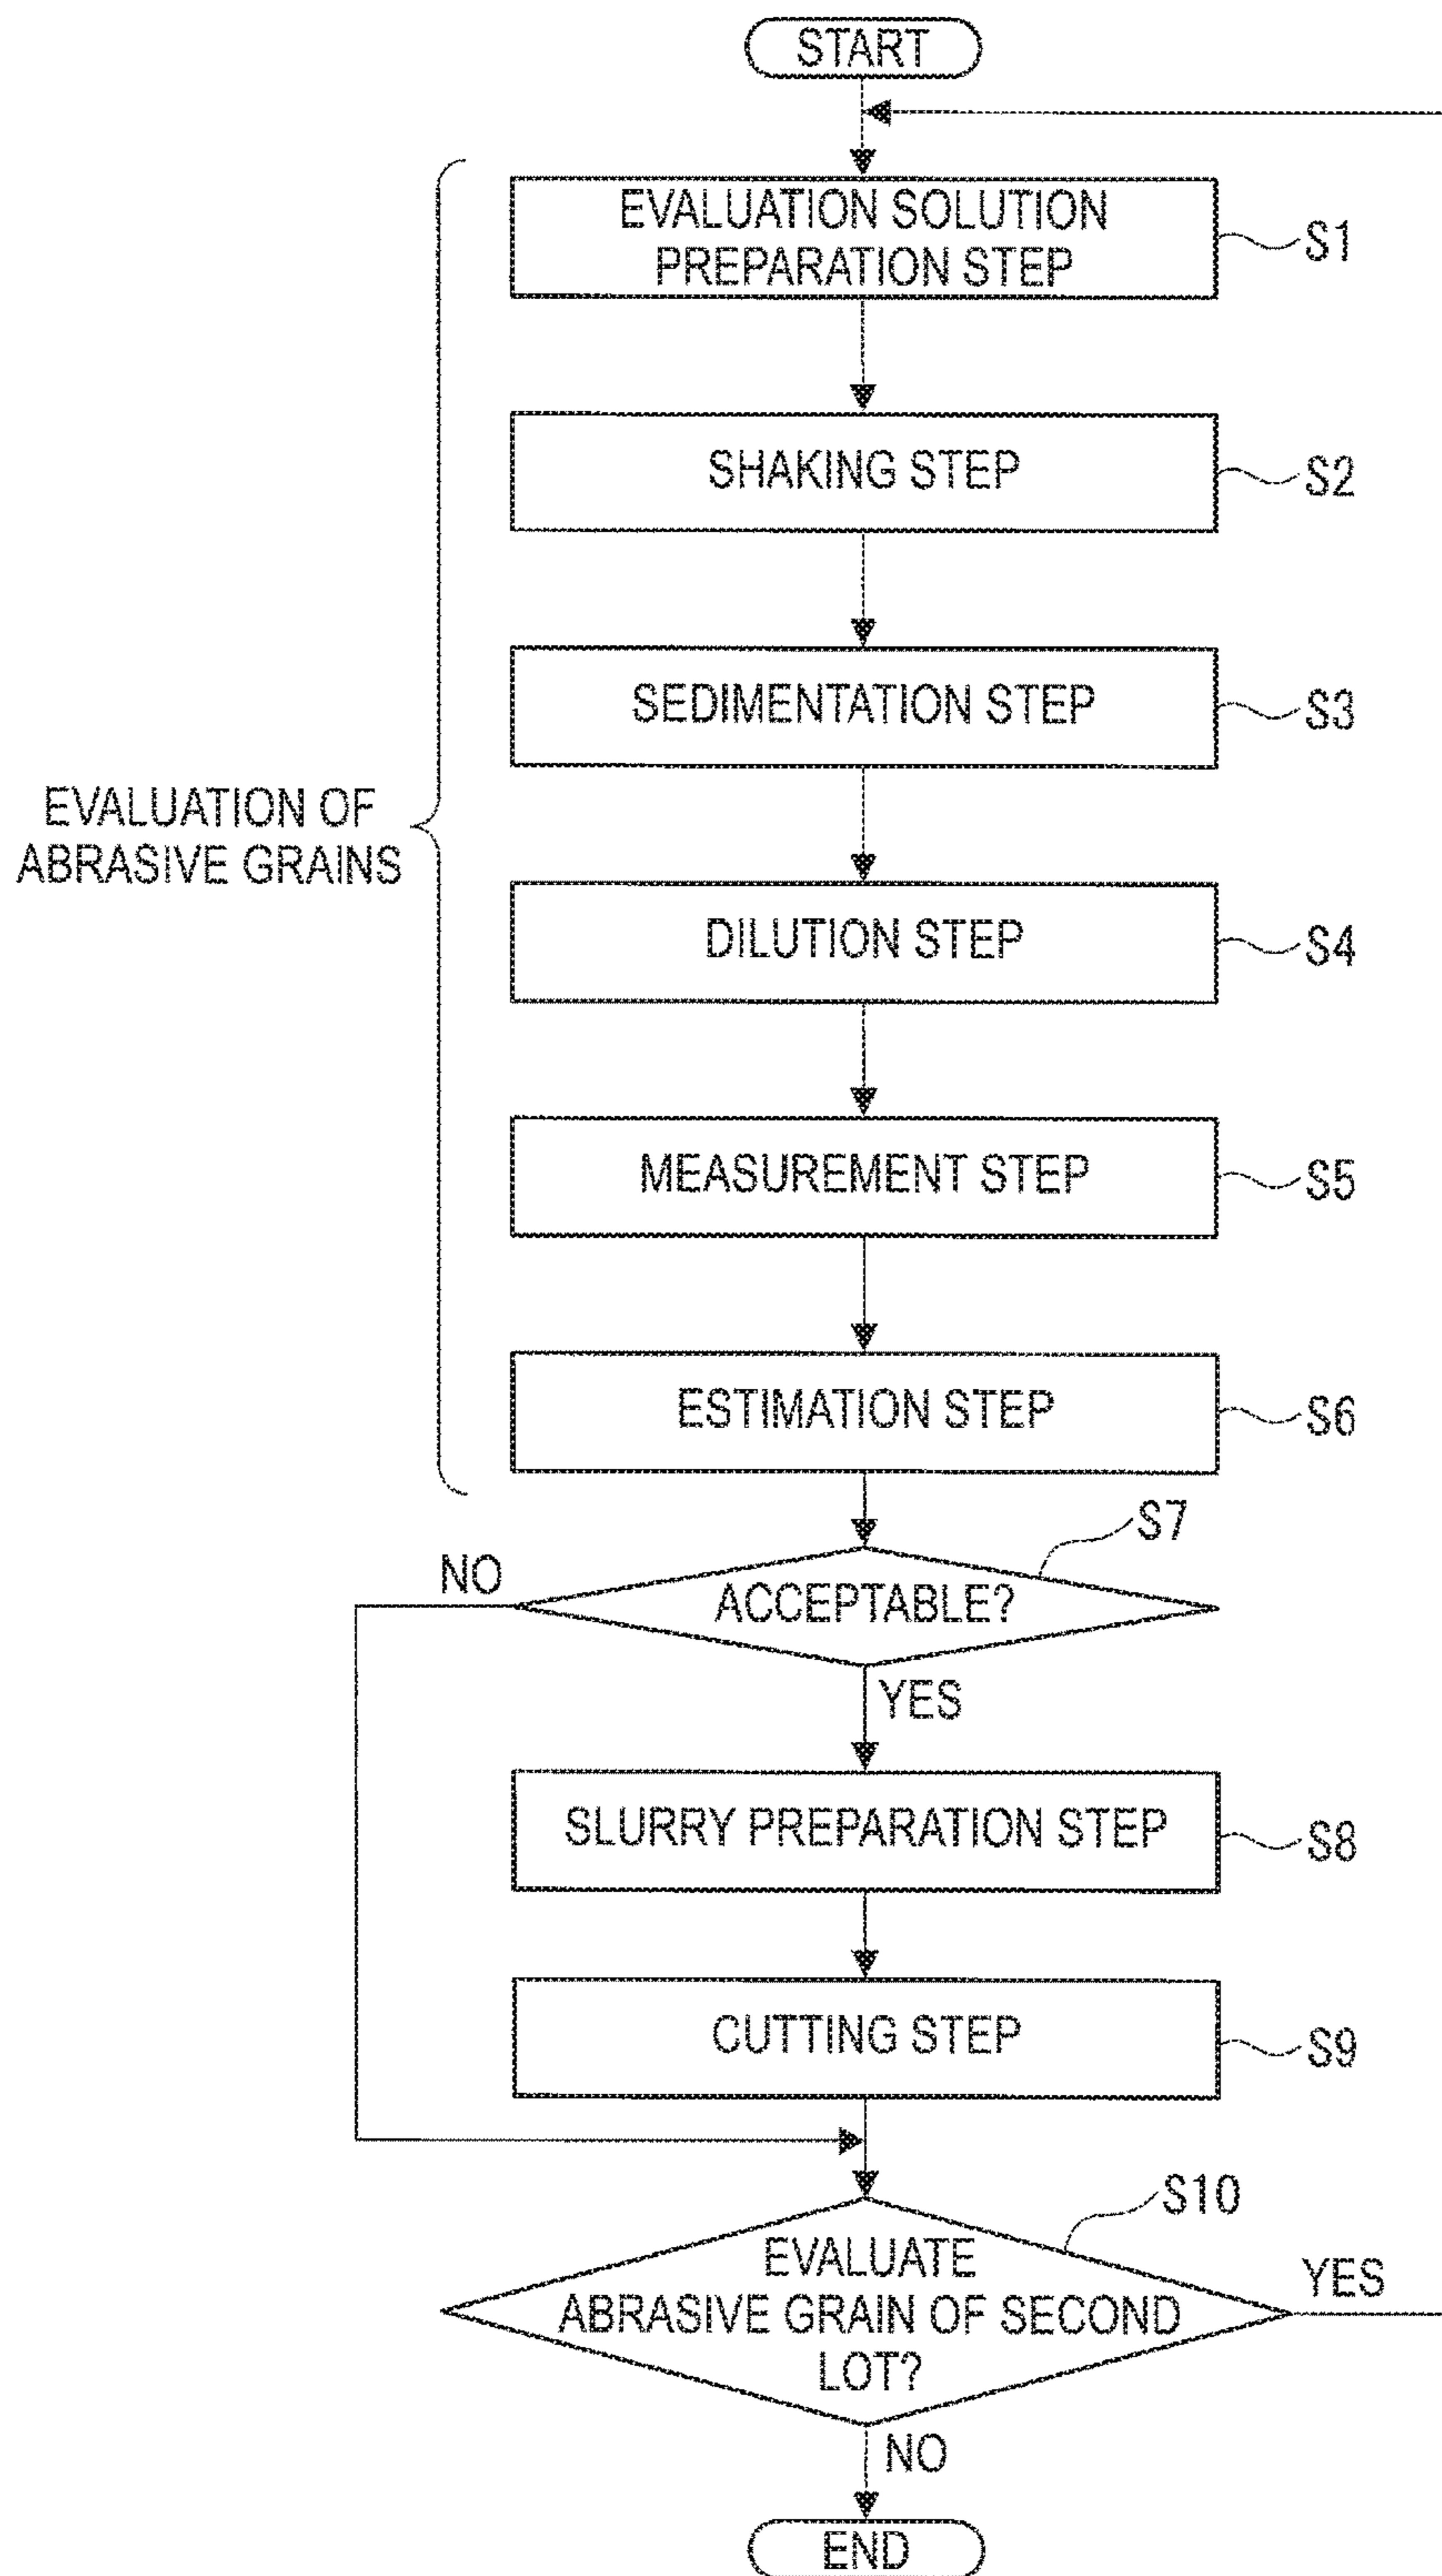 START
EVALUATION SOLUTION
PREPARATION STEP
S1
SHAKING STEP
S2
SEDIMENTATION STEP
S3
EVALUATION OF
ABRASIVE GRAINS
DILUTION STEP
S4
MEASUREMENT STEP
S5
ESTIMATION STEP
S6
S7
NO
ACCEPTABLE?
YES
SLURRY PREPARATION STEP
S8
CUTTING STEP
S9
S10
EVALUATE
ABRASIVE GRAIN OF SECOND
LOT?
YES
NO
END